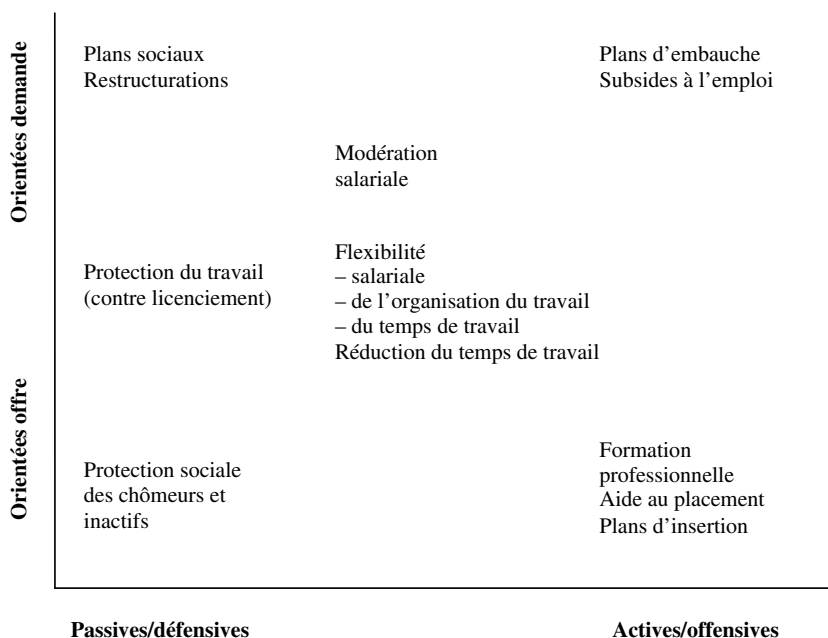 Orientées demande
Plans sociaux
Restructurations
Plans d’embauche
Subsides à l’emploi
Modération
salariale
Protection du travail
(contre licenciement)
Flexibilité
– salariale
– de l’organisation du travail
– du temps de travail
Réduction du temps de travail
Orientées offre
Protection sociale
des chômeurs et
inactifs
Formation
professionnelle
Aide au placement
Plans d’insertion
Passives/défensives
Actives/offensives